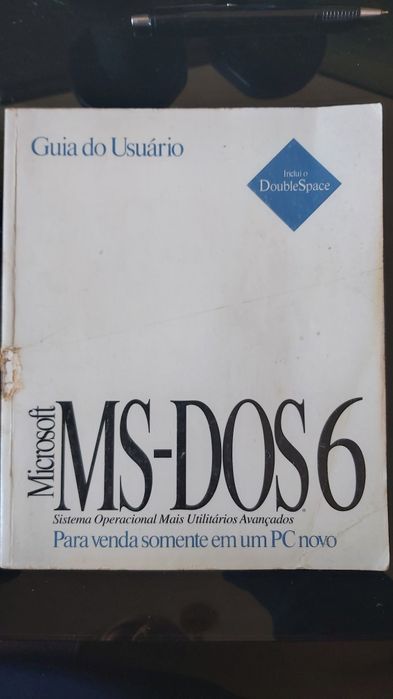 Guia do Usuário
Inclui o
DoubleSpace
Microsoft
MS-DOS 6
Sistema Operacional Mais Utilitários Avançados
Para venda somente em um PC novo